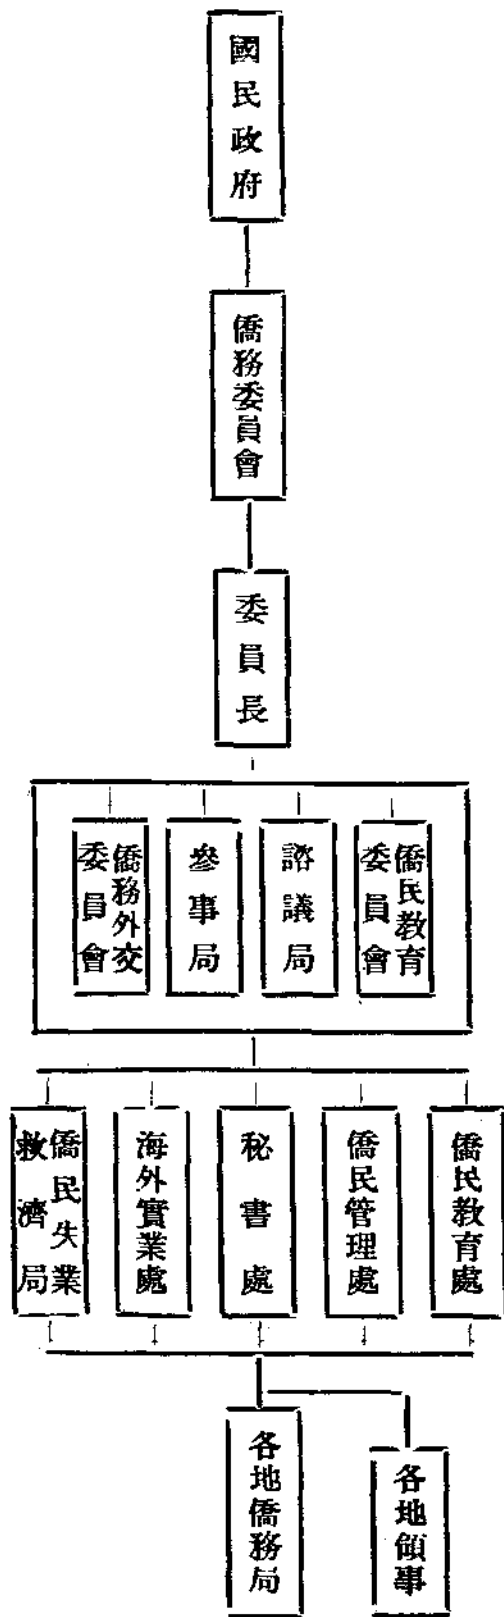 國民政府
僑務委員會
委員長
僑民教育
委員會
諮議局
參事局
僑務外交
委員會
僑民教育處
僑民管理處
秘書處
海外實業處
僑民失業
救濟局
各地領事
各地僑務局